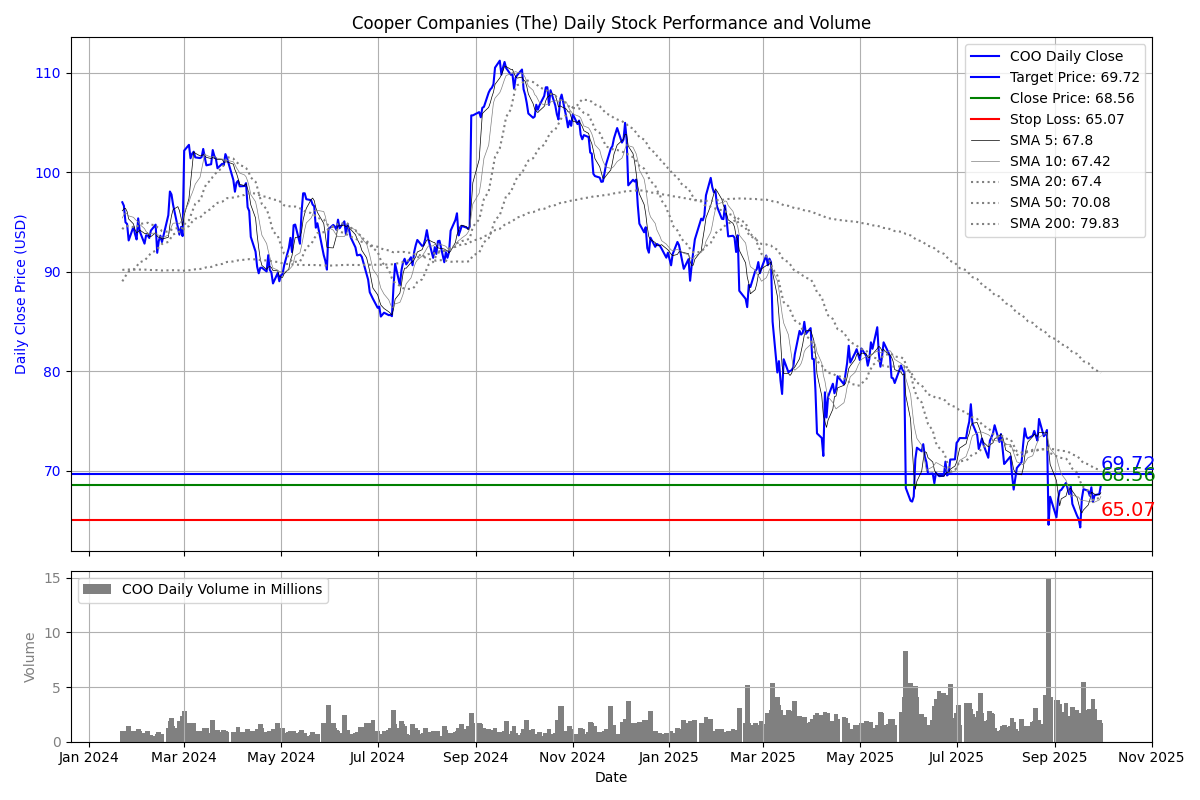 Cooper Companies (The) Daily Stock Performance and Volume
Daily Close Price (USD)
110
100
90
80
70
COO Daily Close
Target Price: 69.72
Close Price: 68.56
Stop Loss: 65.07
SMA 5: 67.8
SMA 10: 67.42
SMA 20: 67.4
SMA 50: 70.08
SMA 200: 79.83
69.72
68.56
65.07
Volume
15
10
5
0
COO Daily Volume in Millions
Jan 2024 Mar 2024 May 2024 Jul 2024 Sep 2024 Nov 2024 Jan 2025 Mar 2025 May 2025 Jul 2025 Sep 2025 Nov 2025
Date